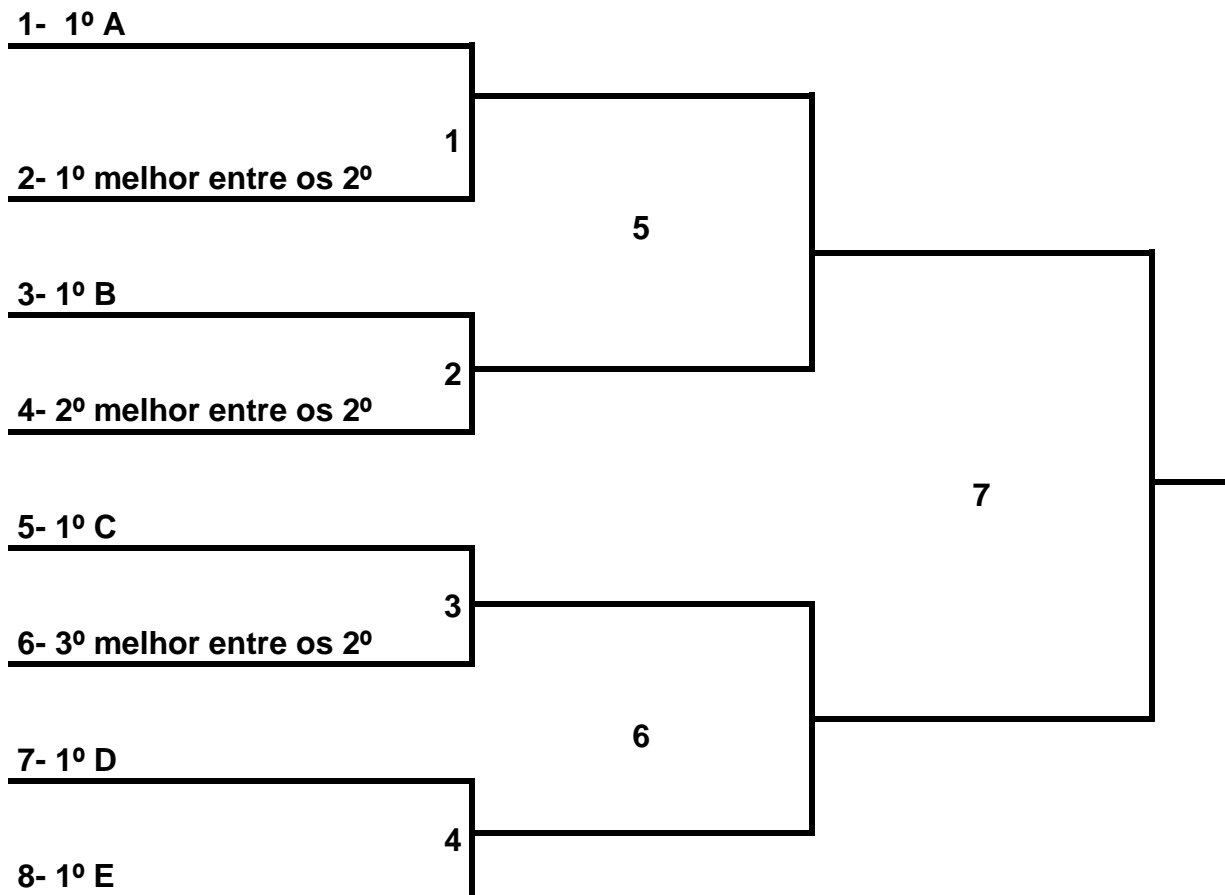 1- 1º A
1
2- 1º melhor entre os 2º
5
3- 1º B
2
4- 2º melhor entre os 2º
7
5- 1º C
3
6- 3º melhor entre os 2º
6
7- 1º D
4
8- 1º E